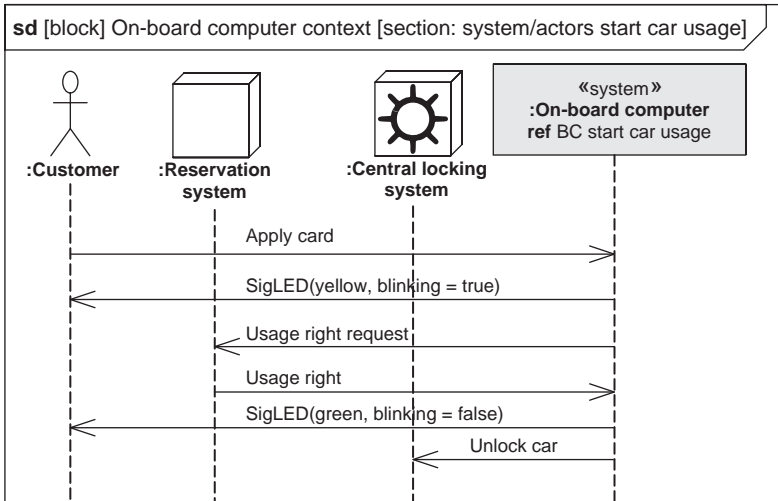 sd [block] On-board computer context [section: system/actors start car usage]
«system»
:On-board computer
ref BC start car usage
:Customer
:Reservation
system
:Central locking
system
Apply card
SigLED(yellow, blinking = true)
Usage right request
Usage right
SigLED(green, blinking = false)
Unlock car